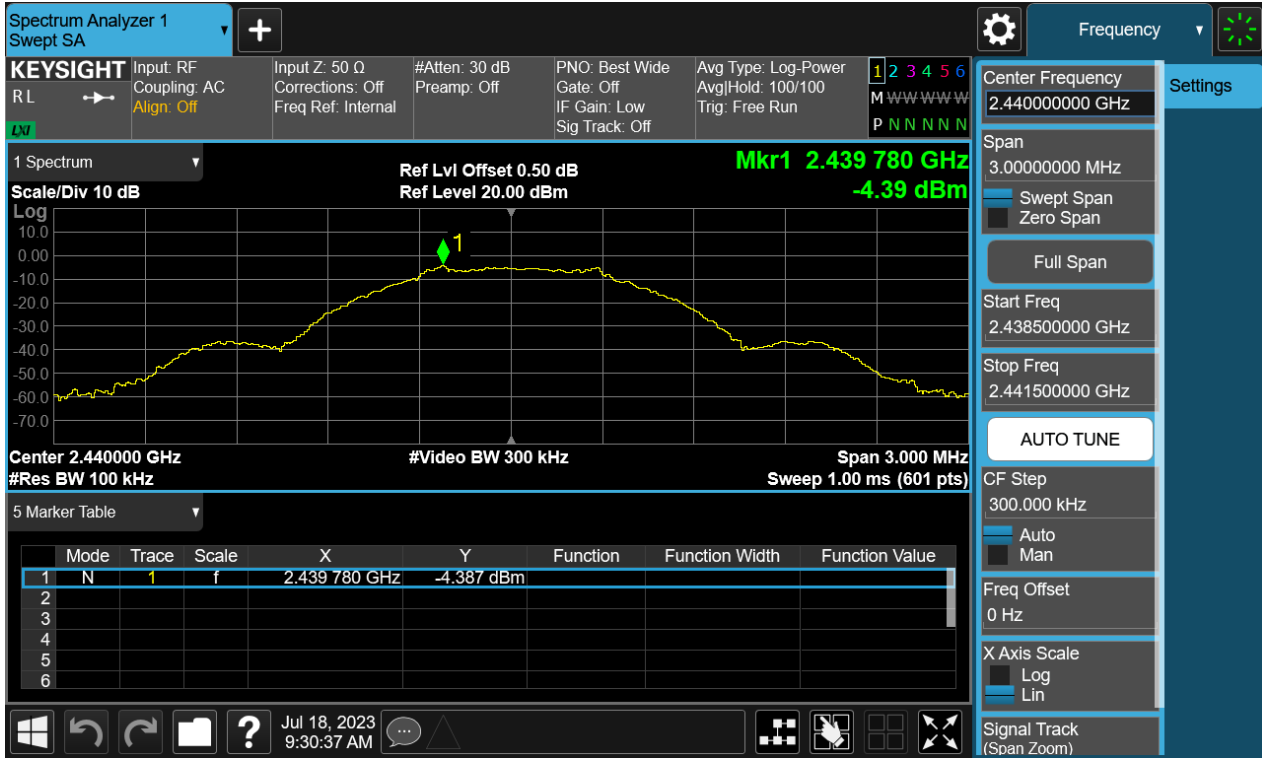 Spectrum Analyzer 1
Swept SA
Frequency
KEYSIGHT
RL
LXI
Input: RF
Coupling: AC
Align: Off
Input Z: 50 Ω
Corrections: Off
Freq Ref: Internal
#Atten: 30 dB
Preamp: Off
PNO: Best Wide
Gate: Off
IF Gain: Low
Sig Track: Off
Avg Type: Log-Power
Avg|Hold: 100/100
Trig: Free Run
1 2 3 4 5 6
M W W W W W
P N N N N N
1 Spectrum
Scale/Div 10 dB
Ref Lvl Offset 0.50 dB
Ref Level 20.00 dBm
Mkr1 2.439 780 GHz
-4.39 dBm
Log
10.0
0.00
-10.0
-20.0
-30.0
-40.0
-50.0
-60.0
-70.0
1
Center 2.440000 GHz
#Video BW 300 kHz
Span 3.000 MHz
#Res BW 100 kHz
Sweep 1.00 ms (601 pts)
5 Marker Table
Mode Trace Scale X Y Function Function Width Function Value
1 N 1 f 2.439 780 GHz -4.387 dBm
2
3
4
5
6
Jul 18, 2023
9:30:37 AM
?
Center Frequency
2.440000000 GHz
Settings
Span
3.00000000 MHz
Swept Span
Zero Span
Full Span
Start Freq
2.438500000 GHz
Stop Freq
2.441500000 GHz
AUTO TUNE
CF Step
300.000 kHz
Auto
Man
Freq Offset
0 Hz
X Axis Scale
Log
Lin
Signal Track
(Span Zoom)